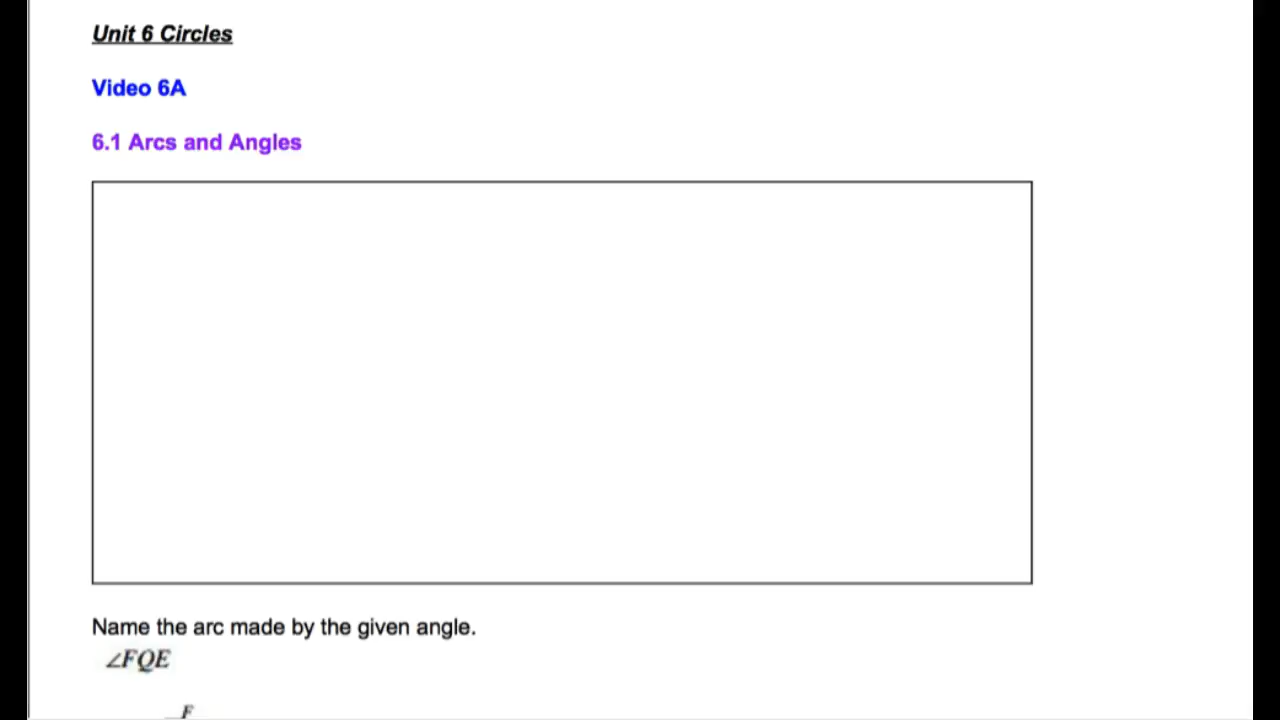 Unit 6 Circles
Video 6A
6.1 Arcs and Angles
Name the arc made by the given angle.
∠FQE
F